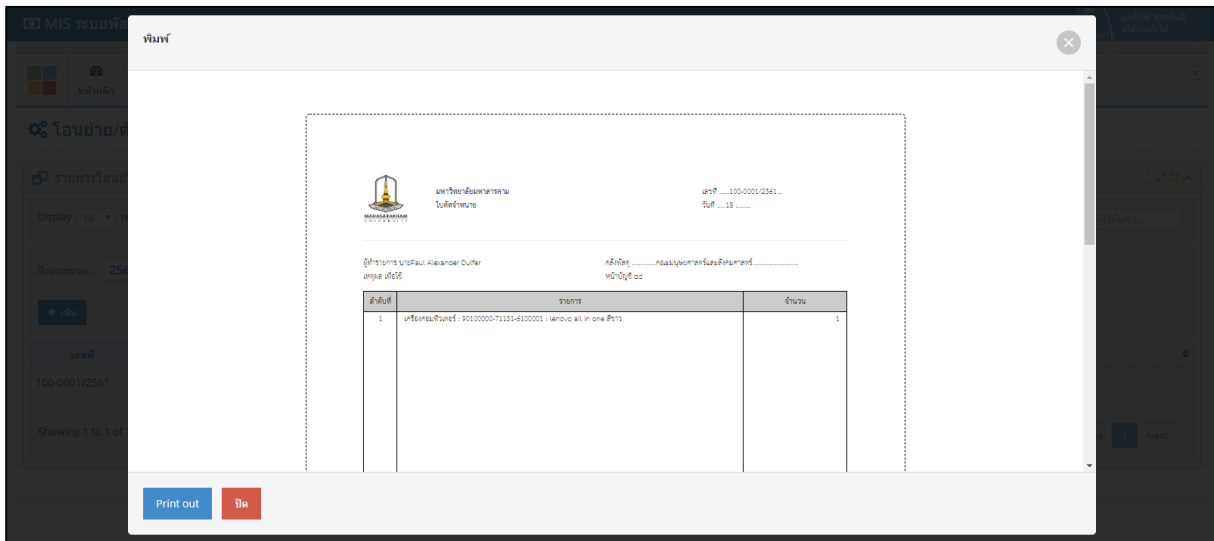 MIS ระบบพัส
พิมพ์
หน้าหลัก
โอนย้าย/ตั
รายการโอนย้
Display 10
ค้นหา...
มหาวิทยาลัยมหาสารคาม
เลขที่ ......100-0001/2561...
ใบตัดจำหน่าย
วันที่ .....18 ........
MAHASARAKHAM
UNIVERSITY
ผู้ทำรายการ นายPaul Alexander Dulfer
คลังพัสดุ ..............คณะมนุษยศาสตร์และสังคมศาสตร์...........................
เหตุผล เพื่อใช้
หน้าบัญชี dd
ปีงบประมาณ : 256
ลำดับที่ รายการ จำนวน
+ เพิ่ม
1 เครื่องคอมพิวเตอร์ : 90100000-71151-6100001 : lenovo all in one สีขาว 1
เลขที่
100-0001/2561
Showing 1 to 1 of
1 Next
Print out ปิด